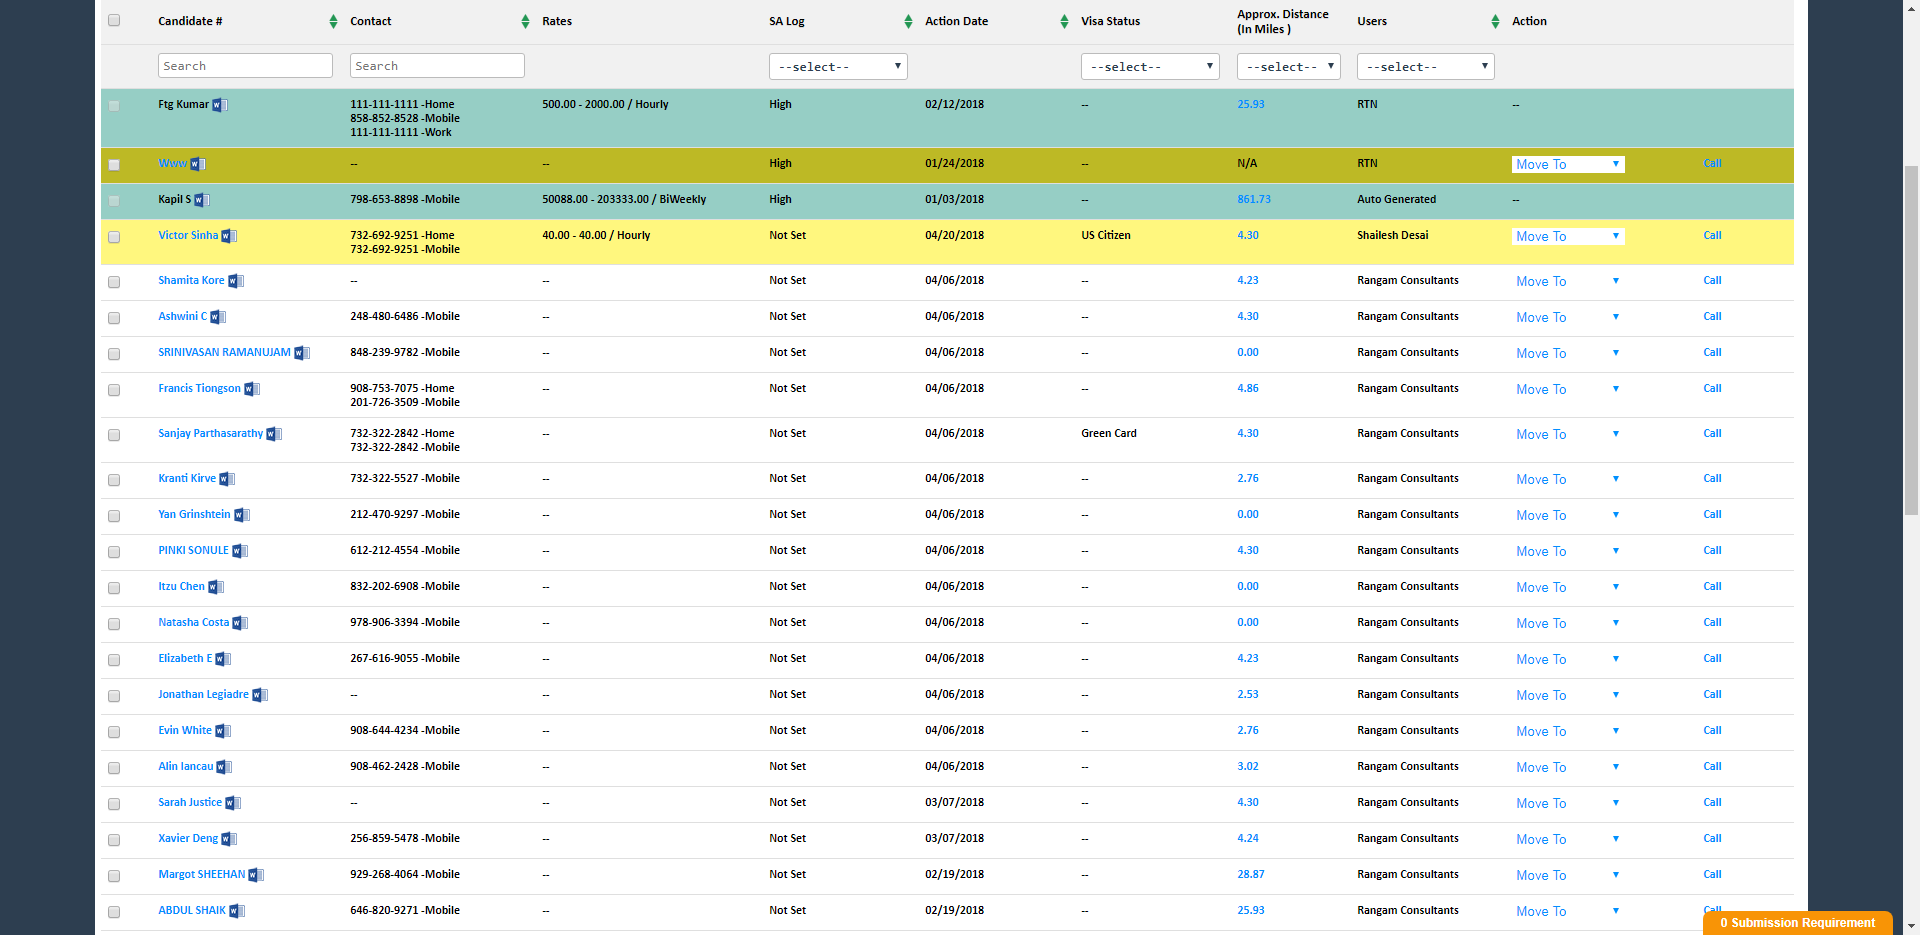 Candidate # Contact Rates SA Log Action Date Visa Status Approx. Distance (In Miles ) Users Action
Search Search --select-- --select-- --select-- --select--
Ftg Kumar 111-111-1111 -Home 500.00 - 2000.00 / Hourly High 02/12/2018 -- 25.93 RTN --
858-852-8528 -Mobile
111-111-1111 -Work
Www -- -- High 01/24/2018 -- N/A RTN Move To Call
Kapil S 798-653-8898 -Mobile 50088.00 - 203333.00 / BiWeekly High 01/03/2018 -- 861.73 Auto Generated --
Victor Sinha 732-692-9251 -Home 40.00 - 40.00 / Hourly Not Set 04/20/2018 US Citizen 4.30 Shailesh Desai Move To Call
732-692-9251 -Mobile
Shamita Kore -- -- Not Set 04/06/2018 -- 4.23 Rangam Consultants Move To Call
Ashwini C 248-480-6486 -Mobile -- Not Set 04/06/2018 -- 4.30 Rangam Consultants Move To Call
SRINIVASAN RAMANUJAM 848-239-9782 -Mobile -- Not Set 04/06/2018 -- 0.00 Rangam Consultants Move To Call
Francis Tiongson 908-753-7075 -Home -- Not Set 04/06/2018 -- 4.86 Rangam Consultants Move To Call
201-726-3509 -Mobile
Sanjay Parthasarathy 732-322-2842 -Home -- Not Set 04/06/2018 Green Card 4.30 Rangam Consultants Move To Call
732-322-2842 -Mobile
Kranti Kirve 732-322-5527 -Mobile -- Not Set 04/06/2018 -- 2.76 Rangam Consultants Move To Call
Yan Grinshtein 212-470-9297 -Mobile -- Not Set 04/06/2018 -- 0.00 Rangam Consultants Move To Call
PINKI SONULE 612-212-4554 -Mobile -- Not Set 04/06/2018 -- 4.30 Rangam Consultants Move To Call
Itzu Chen 832-202-6908 -Mobile -- Not Set 04/06/2018 -- 0.00 Rangam Consultants Move To Call
Natasha Costa 978-906-3394 -Mobile -- Not Set 04/06/2018 -- 0.00 Rangam Consultants Move To Call
Elizabeth E 267-616-9055 -Mobile -- Not Set 04/06/2018 -- 4.23 Rangam Consultants Move To Call
Jonathan Legiadre -- -- Not Set 04/06/2018 -- 2.53 Rangam Consultants Move To Call
Evin White 908-644-4234 -Mobile -- Not Set 04/06/2018 -- 2.76 Rangam Consultants Move To Call
Alin Iancau 908-462-2428 -Mobile -- Not Set 04/06/2018 -- 3.02 Rangam Consultants Move To Call
Sarah Justice -- -- Not Set 03/07/2018 -- 4.30 Rangam Consultants Move To Call
Xavier Deng 256-859-5478 -Mobile -- Not Set 03/07/2018 -- 4.24 Rangam Consultants Move To Call
Margot SHEEHAN 929-268-4064 -Mobile -- Not Set 02/19/2018 -- 28.87 Rangam Consultants Move To Call
ABDUL SHAIK 646-820-9271 -Mobile -- Not Set 02/19/2018 -- 25.93 Rangam Consultants Move To Call
0 Submission Requirement